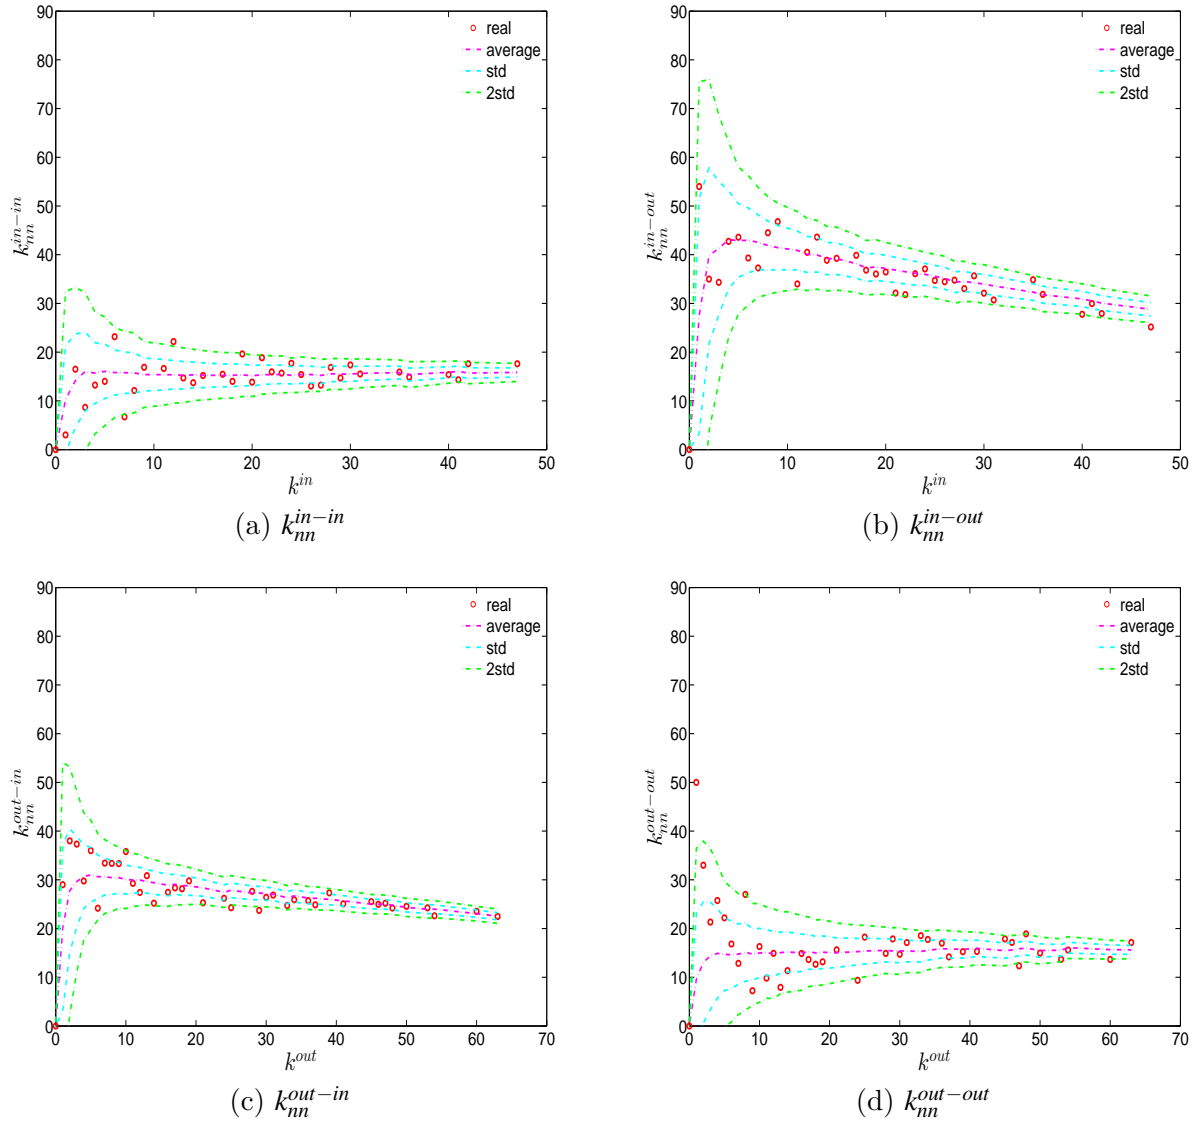 90
80
70
60
50
40
30
20
10
0
k_{nn}^{in-in}
real
average
std
2std
0 10 20 30 40 50
k^{in}
(a) k_{nn}^{in-in}
90
80
70
60
50
40
30
20
10
0
k_{nn}^{in-out}
real
average
std
2std
0 10 20 30 40 50
k^{in}
(b) k_{nn}^{in-out}
90
80
70
60
50
40
30
20
10
0
k_{nn}^{out-in}
real
average
std
2std
0 10 20 30 40 50 60 70
k^{out}
(c) k_{nn}^{out-in}
90
80
70
60
50
40
30
20
10
0
k_{nn}^{out-out}
real
average
std
2std
0 10 20 30 40 50 60 70
k^{out}
(d) k_{nn}^{out-out}